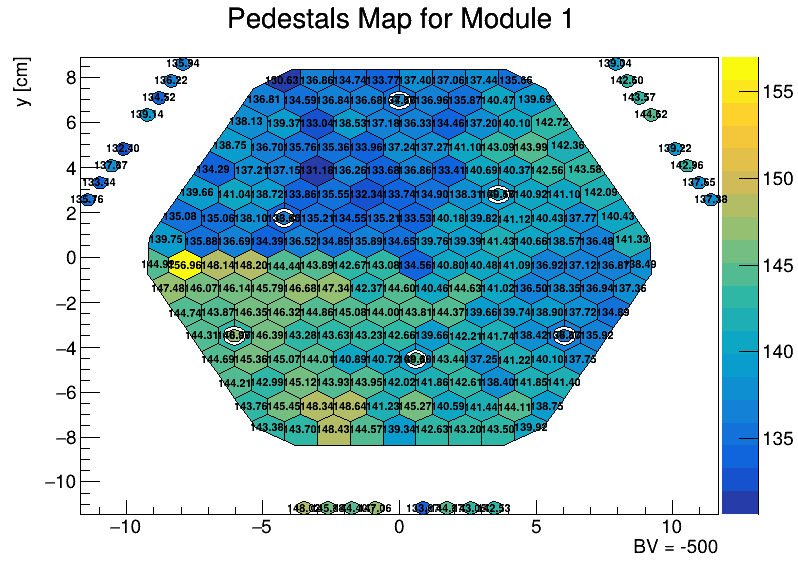 Pedestals Map for Module 1
y [cm]
8
6
4
2
0
−2
−4
−6
−8
−10
−10 −5 0 5 10
BV = -500
155
150
145
140
135
135.94 139.04
136.22 142.50
134.52 143.57
139.14 144.62
132.40 139.22
137.67 142.96
133.44 137.65
135.76 137.38
130.63 136.86 134.74 133.77 137.40 137.06 137.44 135.66
136.81 134.59 136.84 136.68 136.96 135.87 140.47 139.69
138.13 139.37 133.04 138.53 137.18 136.33 134.46 137.20 140.11 142.72
138.75 136.70 135.76 135.36 133.96 137.24 137.27 141.10 143.09 143.99 142.36
134.29 137.21 137.15 131.16 136.33 136.68 136.86 133.41 140.69 140.37 142.56 143.56
139.66 141.04 138.72 133.86 135.55 132.34 133.74 134.90 138.31 140.92 141.10 142.09
135.08 135.06 138.10 135.21 134.55 135.21 133.53 140.18 139.82 141.12 140.43 137.77 140.43
139.75 135.88 136.69 134.39 136.52 134.85 135.89 134.65 139.76 139.39 141.43 140.66 138.57 136.48 141.33
156.96 148.14 148.20 144.44 143.89 142.67 143.08 134.56 140.80 140.48 141.09 136.92 137.12 136.87 138.49
147.48 146.07 146.14 145.79 146.68 147.34 142.37 144.60 140.46 144.63 141.02 136.50 138.35 136.94 137.36
144.74 143.87 146.35 146.32 144.86 145.08 144.00 143.81 144.37 139.66 139.74 138.90 137.72 134.89
144.31 146.39 143.28 143.63 143.23 142.66 139.66 142.21 141.74 138.42 135.92
144.69 145.36 145.07 144.01 140.89 140.72 143.44 137.25 141.22 140.10 137.75
144.21 142.99 145.12 143.93 143.95 142.02 141.86 142.61 138.40 141.85 141.40
143.76 145.45 148.34 148.64 141.23 145.27 140.59 141.44 144.11 138.75
143.38 143.70 148.43 144.57 139.34 142.63 143.20 143.50 139.92
142.53